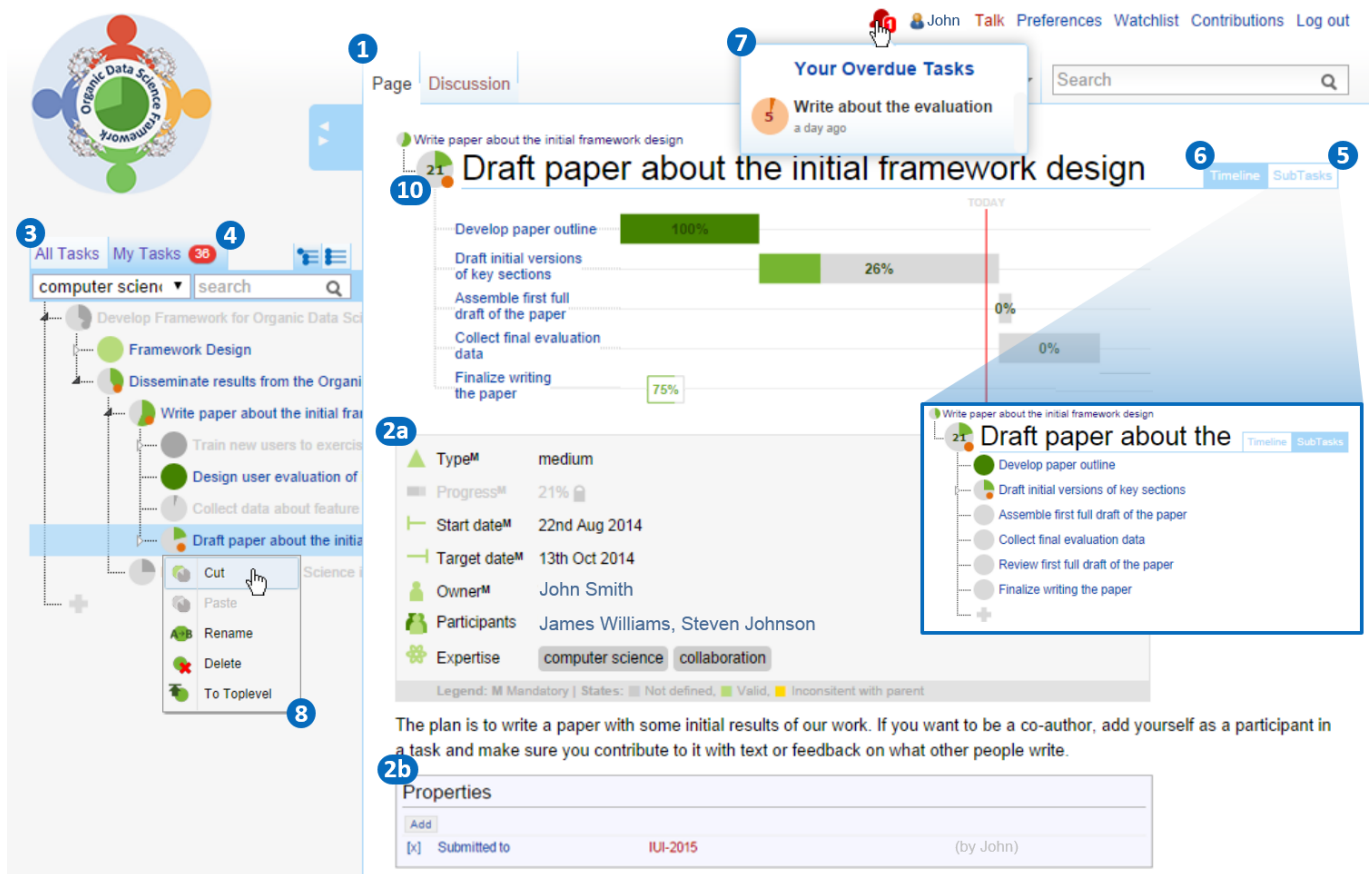 Organic Data Science Framework
1
John Talk Preferences Watchlist Contributions Log out
1
7
Page Discussion
Your Overdue Tasks
5
Write about the evaluation
a day ago
Search
Write paper about the initial framework design
21
Draft paper about the initial framework design
6
5
Timeline SubTasks
10
TODAY
Develop paper outline
100%
Draft initial versions
of key sections
26%
Assemble first full
draft of the paper
0%
Collect final evaluation
data
0%
Finalize writing
the paper
75%
3
4
All Tasks My Tasks 36
computer scienc search
Develop Framework for Organic Data Sci
Framework Design
Disseminate results from the Organi
Write paper about the initial fra
Train new users to exercis
Design user evaluation of
Collect data about feature
Draft paper about the initia
Science i
Cut
Paste
Rename
Delete
To Toplevel
8
Write paper about the initial framework design
21
Draft paper about the
Timeline SubTasks
Develop paper outline
Draft initial versions of key sections
Assemble first full draft of the paper
Collect final evaluation data
Review first full draft of the paper
Finalize writing the paper
2a
Typeᴹ medium
Progressᴹ 21%
Start dateᴹ 22nd Aug 2014
Target dateᴹ 13th Oct 2014
Ownerᴹ John Smith
Participants James Williams, Steven Johnson
Expertise computer science collaboration
Legend: M Mandatory | States: Not defined, Valid, Inconsitent with parent
The plan is to write a paper with some initial results of our work. If you want to be a co-author, add yourself as a participant in
a task and make sure you contribute to it with text or feedback on what other people write.
2b
Properties
Add
[x] Submitted to IUI-2015 (by John)